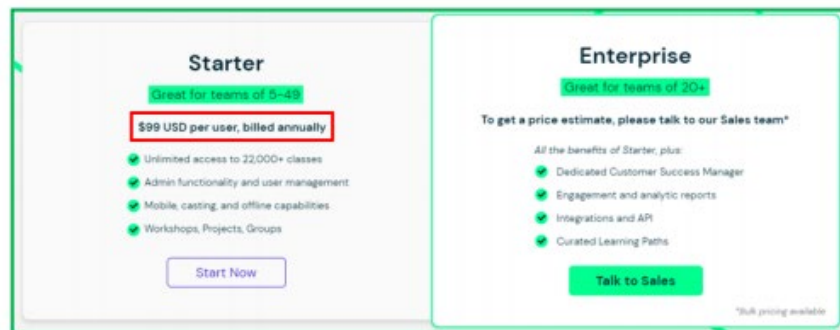 Starter
Great for teams of 5-49
$99 USD per user, billed annually
Unlimited access to 22,000+ classes
Admin functionality and user management
Mobile, casting, and offline capabilities
Workshops, Projects, Groups
Start Now
Enterprise
Great for teams of 20+
To get a price estimate, please talk to our Sales team*
All the benefits of Starter, plus:
Dedicated Customer Success Manager
Engagement and analytic reports
Integrations and API
Curated Learning Paths
Talk to Sales
*Bulk pricing available